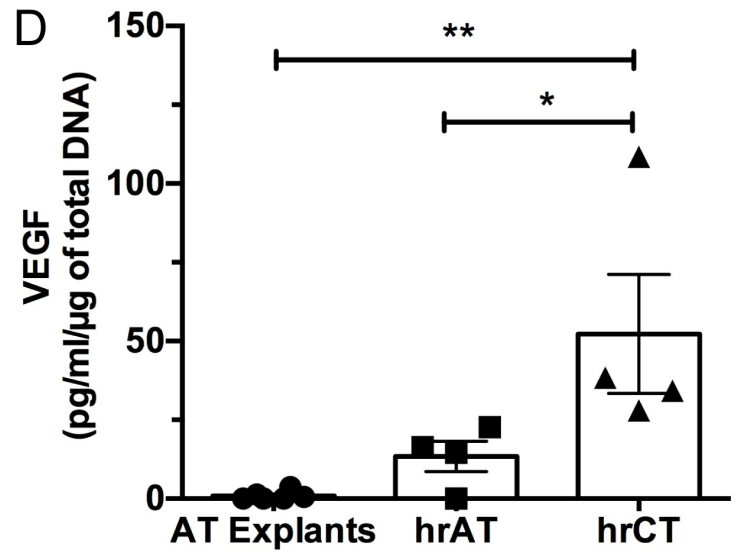 D
VEGF
(pg/ml/µg of total DNA)
150
100
50
0
**
*
AT Explants
hrAT
hrCT